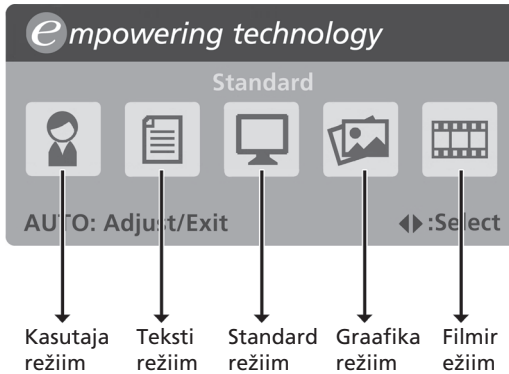 empowering technology
Standard
AUTO: Adjust/Exit :Select
Kasutaja režiim
Teksti režiim
Standard režiim
Graafika režiim
Filmir ežiim